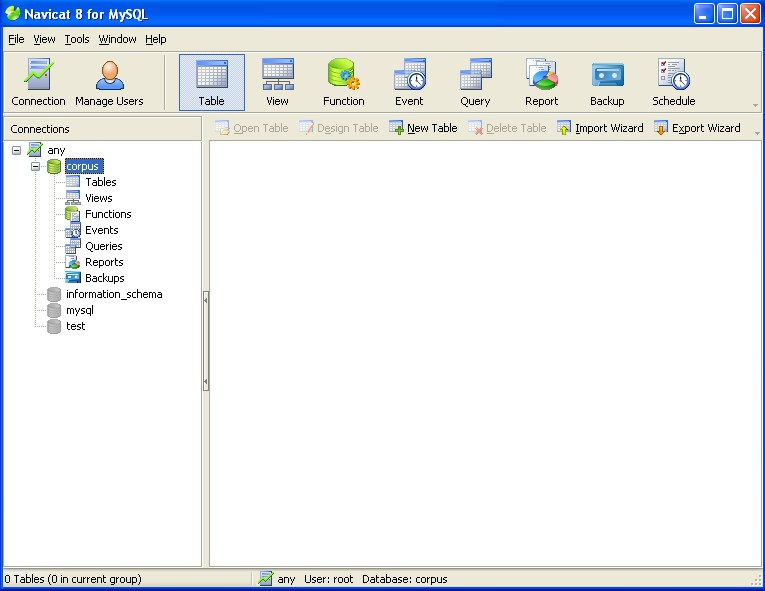 Navicat 8 for MySQL
File View Tools Window Help
Connection Manage Users Table View Function Event Query Report Backup Schedule
Connections
Open Table Design Table New Table Delete Table Import Wizard Export Wizard
any
corpus
Tables
Views
Functions
Events
Queries
Reports
Backups
information_schema
mysql
test
0 Tables (0 in current group) any User: root Database: corpus